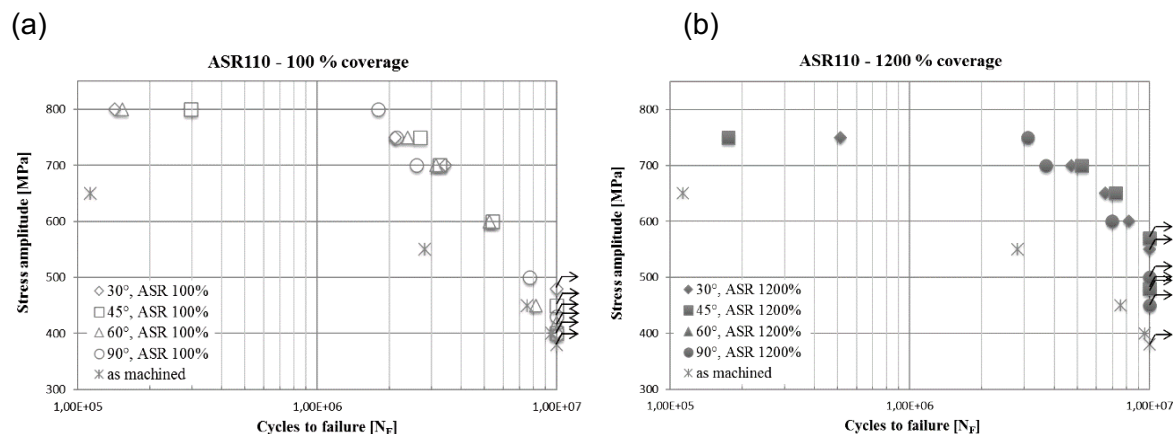 (a)
ASR110 - 100 % coverage
Stress amplitude [MPa]
800
700
600
500
400
300
30°, ASR 100%
45°, ASR 100%
60°, ASR 100%
90°, ASR 100%
as machined
1,00E+05
1,00E+06
1,00E+07
Cycles to failure [NF]
(b)
ASR110 - 1200 % coverage
Stress amplitude [MPa]
800
700
600
500
400
300
30°, ASR 1200%
45°, ASR 1200%
60°, ASR 1200%
90°, ASR 1200%
as machined
1,00E+05
1,00E+06
1,00E+07
Cycles to failure [NF]